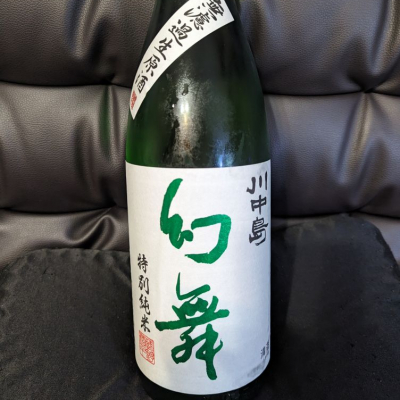 無濾過生原酒
川中島
幻舞
特別純米